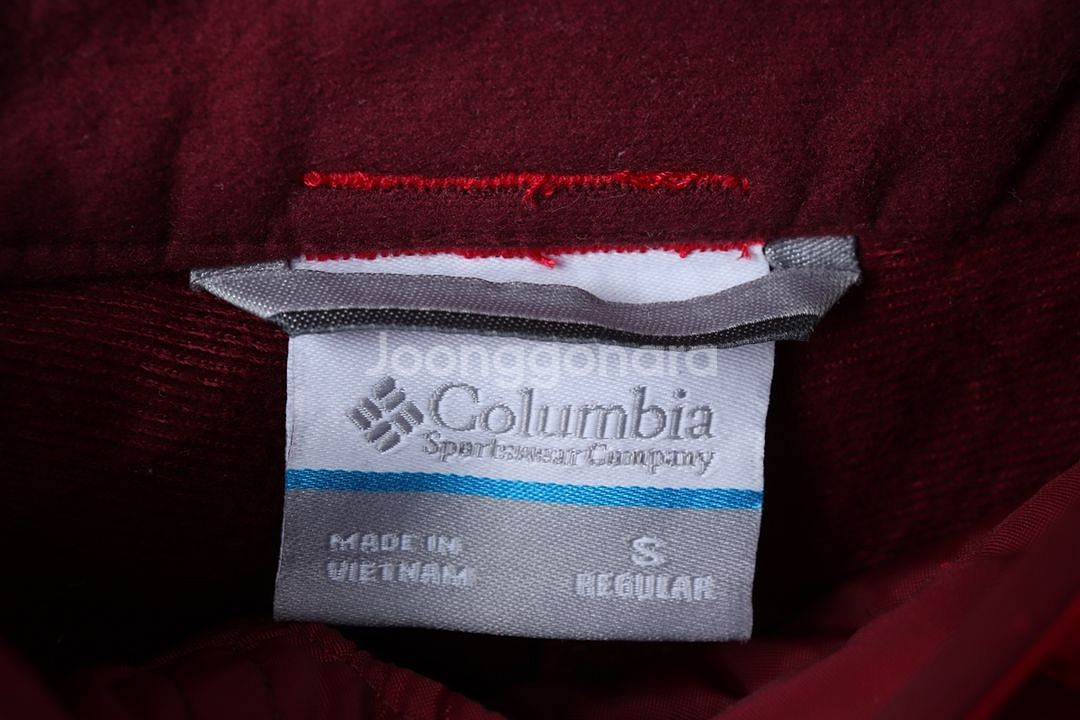 Joonggonara
Columbia
Sportswear Company
MADE IN
VIETNAM
S
REGULAR